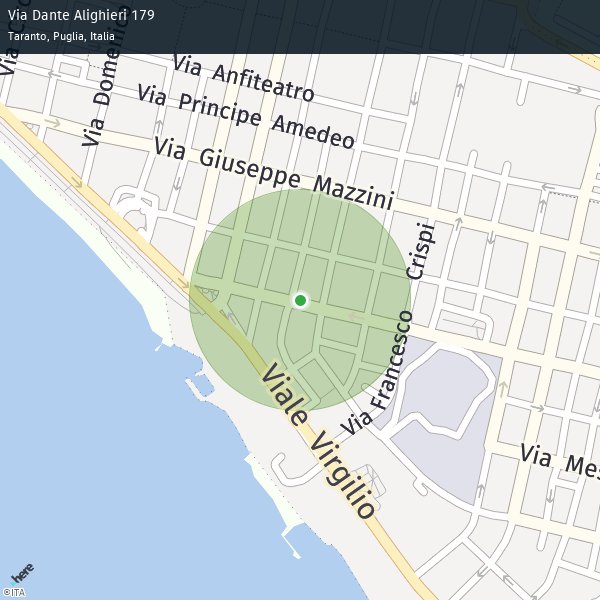 Via Dante Alighieri 179
Taranto, Puglia, Italia
Via Domenico
Via Anfiteatro
Via Principe Amedeo
Via Giuseppe Mazzini
Via Francesco Crispi
Viale Virgilio
Via Mes
here
©ITA